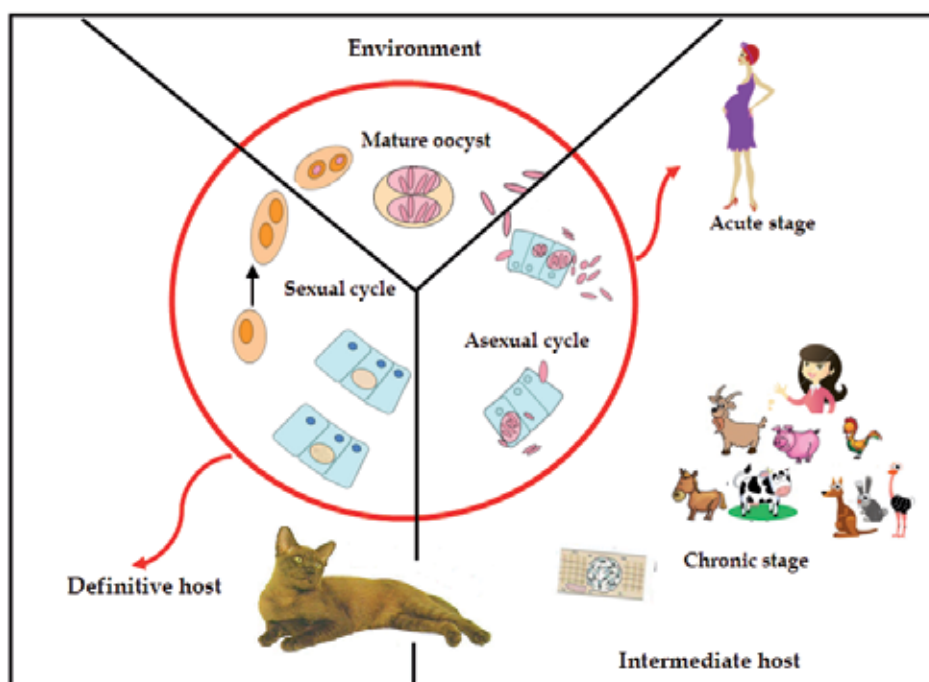 Environment
Mature oocyst
Acute stage
Sexual cycle
Asexual cycle
Chronic stage
Definitive host
Intermediate host